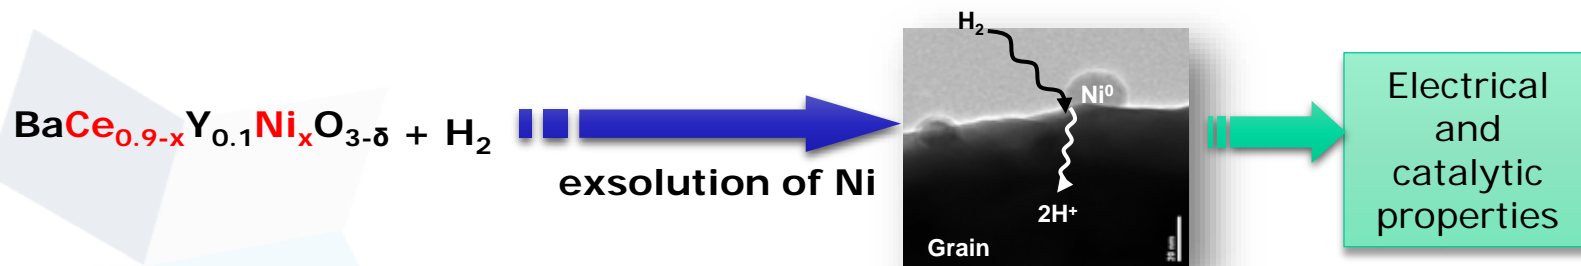 BaCe₀.₉₋ₓY₀.₁NiₓO₃₋δ + H₂
exsolution of Ni
H₂
Ni⁰
2H⁺
Grain
Electrical
and
catalytic
properties